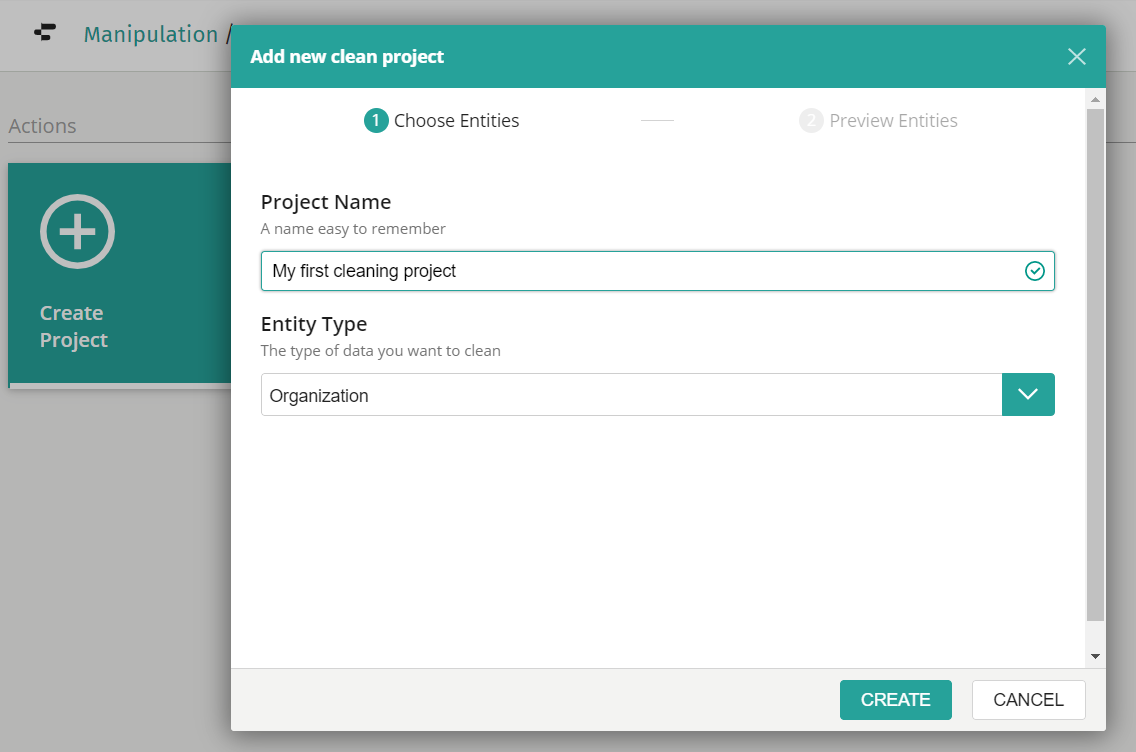 Manipulation /
Add new clean project
1 Choose Entities
2 Preview Entities
Actions
Create
Project
Project Name
A name easy to remember
My first cleaning project
Entity Type
The type of data you want to clean
Organization
CREATE
CANCEL